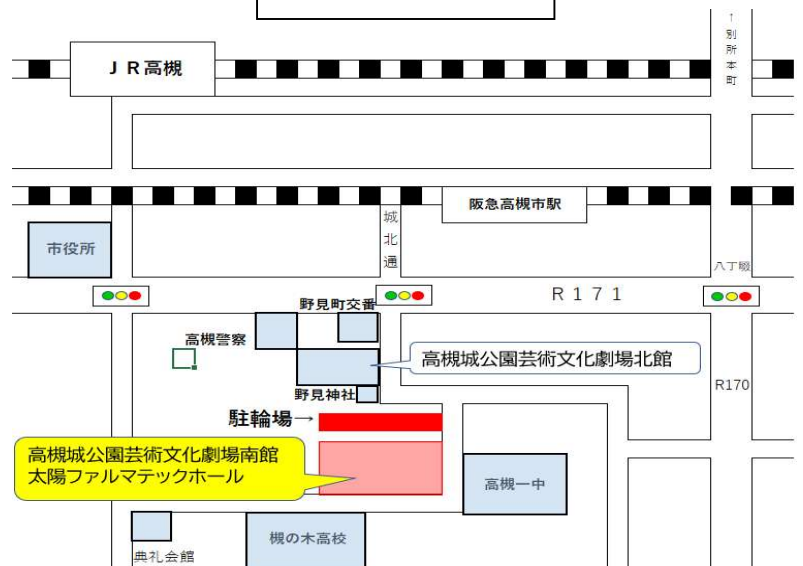 ↑別所本町
ＪＲ高槻
阪急高槻市駅
城北通
市役所
八丁畷
Ｒ１７１
野見町交番
高槻警察
高槻城公園芸術文化劇場北館
R170
野見神社
駐輪場→
高槻城公園芸術文化劇場南館
太陽ファルマテックホール
高槻一中
槻の木高校
典礼会館